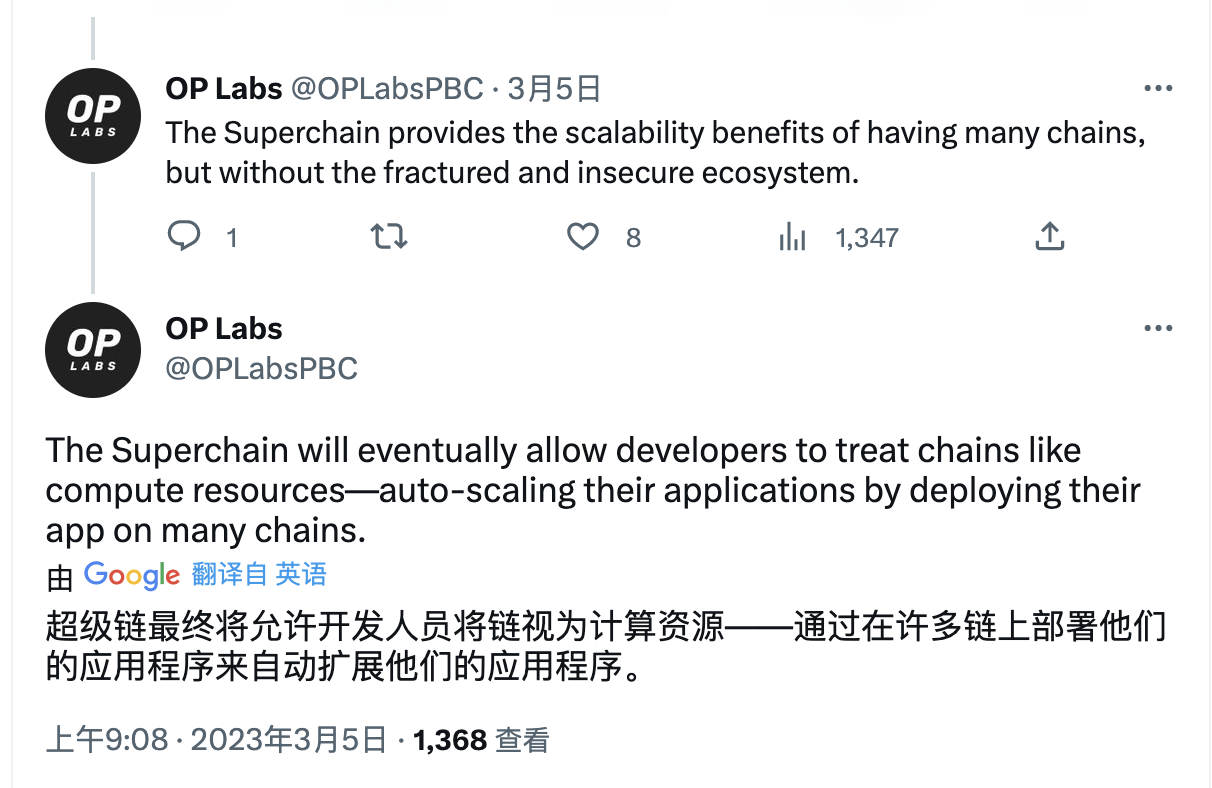 OP Labs @OPLabsPBC · 3月5日
OP
LABS
The Superchain provides the scalability benefits of having many chains,
but without the fractured and insecure ecosystem.
1 8 1,347
OP Labs
@OPLabsPBC
OP
LABS
The Superchain will eventually allow developers to treat chains like
compute resources—auto-scaling their applications by deploying their
app on many chains.
由 Google 翻译自 英语
超级链最终将允许开发人员将链视为计算资源——通过在许多链上部署他们
的应用程序来自动扩展他们的应用程序。
上午9:08 · 2023年3月5日 · 1,368 查看